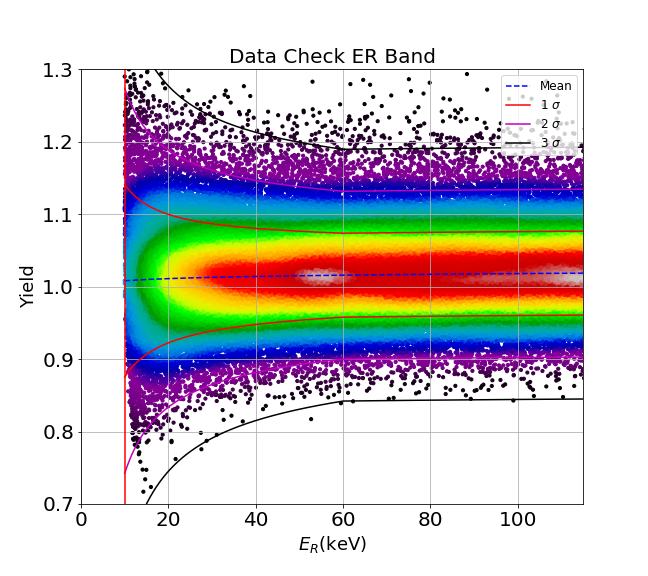 Data Check ER Band
Mean
1 σ
2 σ
3 σ
1.3
1.2
1.1
1.0
0.9
0.8
0.7
Yield
0 20 40 60 80 100
E_R(keV)